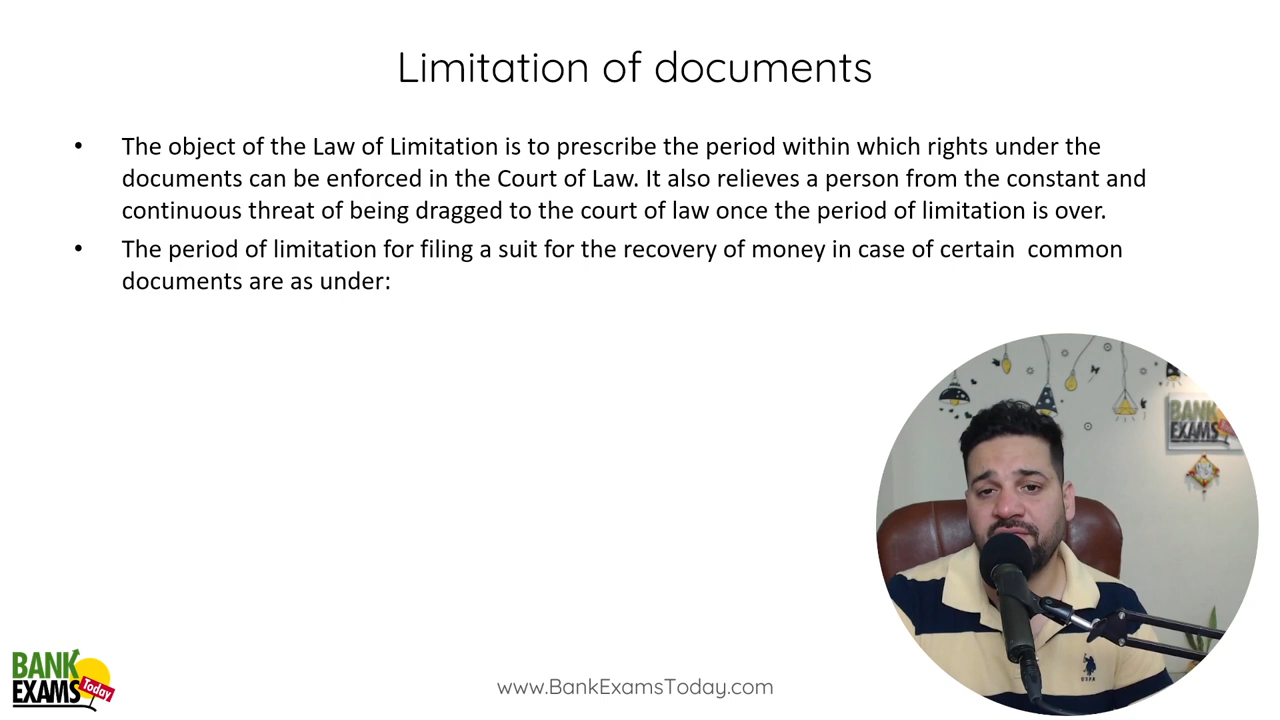 Limitation of documents
• The object of the Law of Limitation is to prescribe the period within which rights under the
documents can be enforced in the Court of Law. It also relieves a person from the constant and
continuous threat of being dragged to the court of law once the period of limitation is over.
• The period of limitation for filing a suit for the recovery of money in case of certain common
documents are as under:
BANK
EXAMS
BANK
EXAMS
Today
www.BankExamsToday.com
USPA